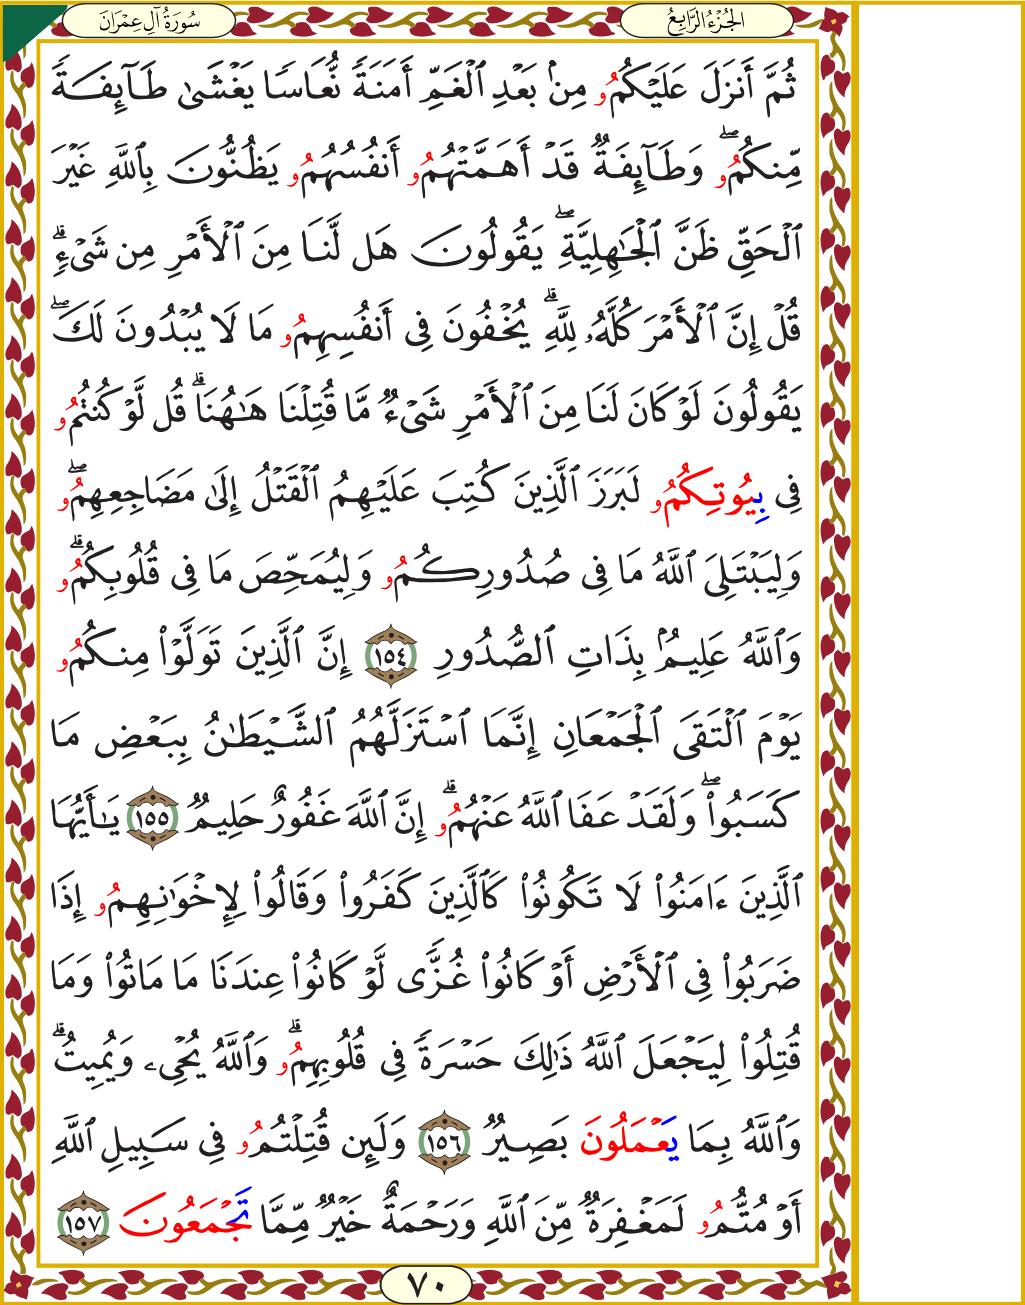 الجُزْءُ الرَّابِعُ
سُورَةُ آلِ عِمْرَانَ
ثُمَّ أَنزَلَ عَلَيْكُمُو مِنۢ بَعْدِ ٱلْغَمِّ أَمَنَةً نُّعَاسًا يَغْشَىٰ طَآئِفَةً
مِّنكُمُوۖ وَطَآئِفَةٌ قَدْ أَهَمَّتْهُمُو أَنفُسُهُمُو يَظُنُّونَ بِٱللَّهِ غَيْرَ
ٱلْحَقِّ ظَنَّ ٱلْجَٰهِلِيَّةِۖ يَقُولُونَ هَل لَّنَا مِنَ ٱلْأَمْرِ مِن شَىْءٍۗ
قُلْ إِنَّ ٱلْأَمْرَ كُلَّهُۥ لِلَّهِۗ يُخْفُونَ فِى أَنفُسِهِمُو مَا لَا يُبْدُونَ لَكَۖ
يَقُولُونَ لَوْ كَانَ لَنَا مِنَ ٱلْأَمْرِ شَىْءٌ مَّا قُتِلْنَا هَٰهُنَاۗ قُل لَّوْ كُنتُمُو
فِى بِيُوتِكُمُو لَبَرَزَ ٱلَّذِينَ كُتِبَ عَلَيْهِمُ ٱلْقَتْلُ إِلَىٰ مَضَاجِعِهِمُوۖ
وَلِيَبْتَلِىَ ٱللَّهُ مَا فِى صُدُورِكُمُو وَلِيُمَحِّصَ مَا فِى قُلُوبِكُمُوۗ
وَٱللَّهُ عَلِيمٌۢ بِذَاتِ ٱلصُّدُورِ ١٥٤ إِنَّ ٱلَّذِينَ تَوَلَّوْا۟ مِنكُمُو
يَوْمَ ٱلْتَقَى ٱلْجَمْعَانِ إِنَّمَا ٱسْتَزَلَّهُمُ ٱلشَّيْطَٰنُ بِبَعْضِ مَا
كَسَبُوا۟ۖ وَلَقَدْ عَفَا ٱللَّهُ عَنْهُمُوۗ إِنَّ ٱللَّهَ غَفُورٌ حَلِيمٌ ١٥٥ يَٰٓأَيُّهَا
ٱلَّذِينَ ءَامَنُوا۟ لَا تَكُونُوا۟ كَٱلَّذِينَ كَفَرُوا۟ وَقَالُوا۟ لِإِخْوَٰنِهِمُو إِذَا
ضَرَبُوا۟ فِى ٱلْأَرْضِ أَوْ كَانُوا۟ غُزًّى لَّوْ كَانُوا۟ عِندَنَا مَا مَاتُوا۟ وَمَا
قُتِلُوا۟ لِيَجْعَلَ ٱللَّهُ ذَٰلِكَ حَسْرَةً فِى قُلُوبِهِمُوۗ وَٱللَّهُ يُحْىِۦ وَيُمِيتُۗ
وَٱللَّهُ بِمَا يَعْمَلُونَ بَصِيرٌ ١٥٦ وَلَئِن قُتِلْتُمُو فِى سَبِيلِ ٱللَّهِ
أَوْ مُتُّمُو لَمَغْفِرَةٌ مِّنَ ٱللَّهِ وَرَحْمَةٌ خَيْرٌ مِّمَّا تَجْمَعُونَ ١٥٧
٧٠